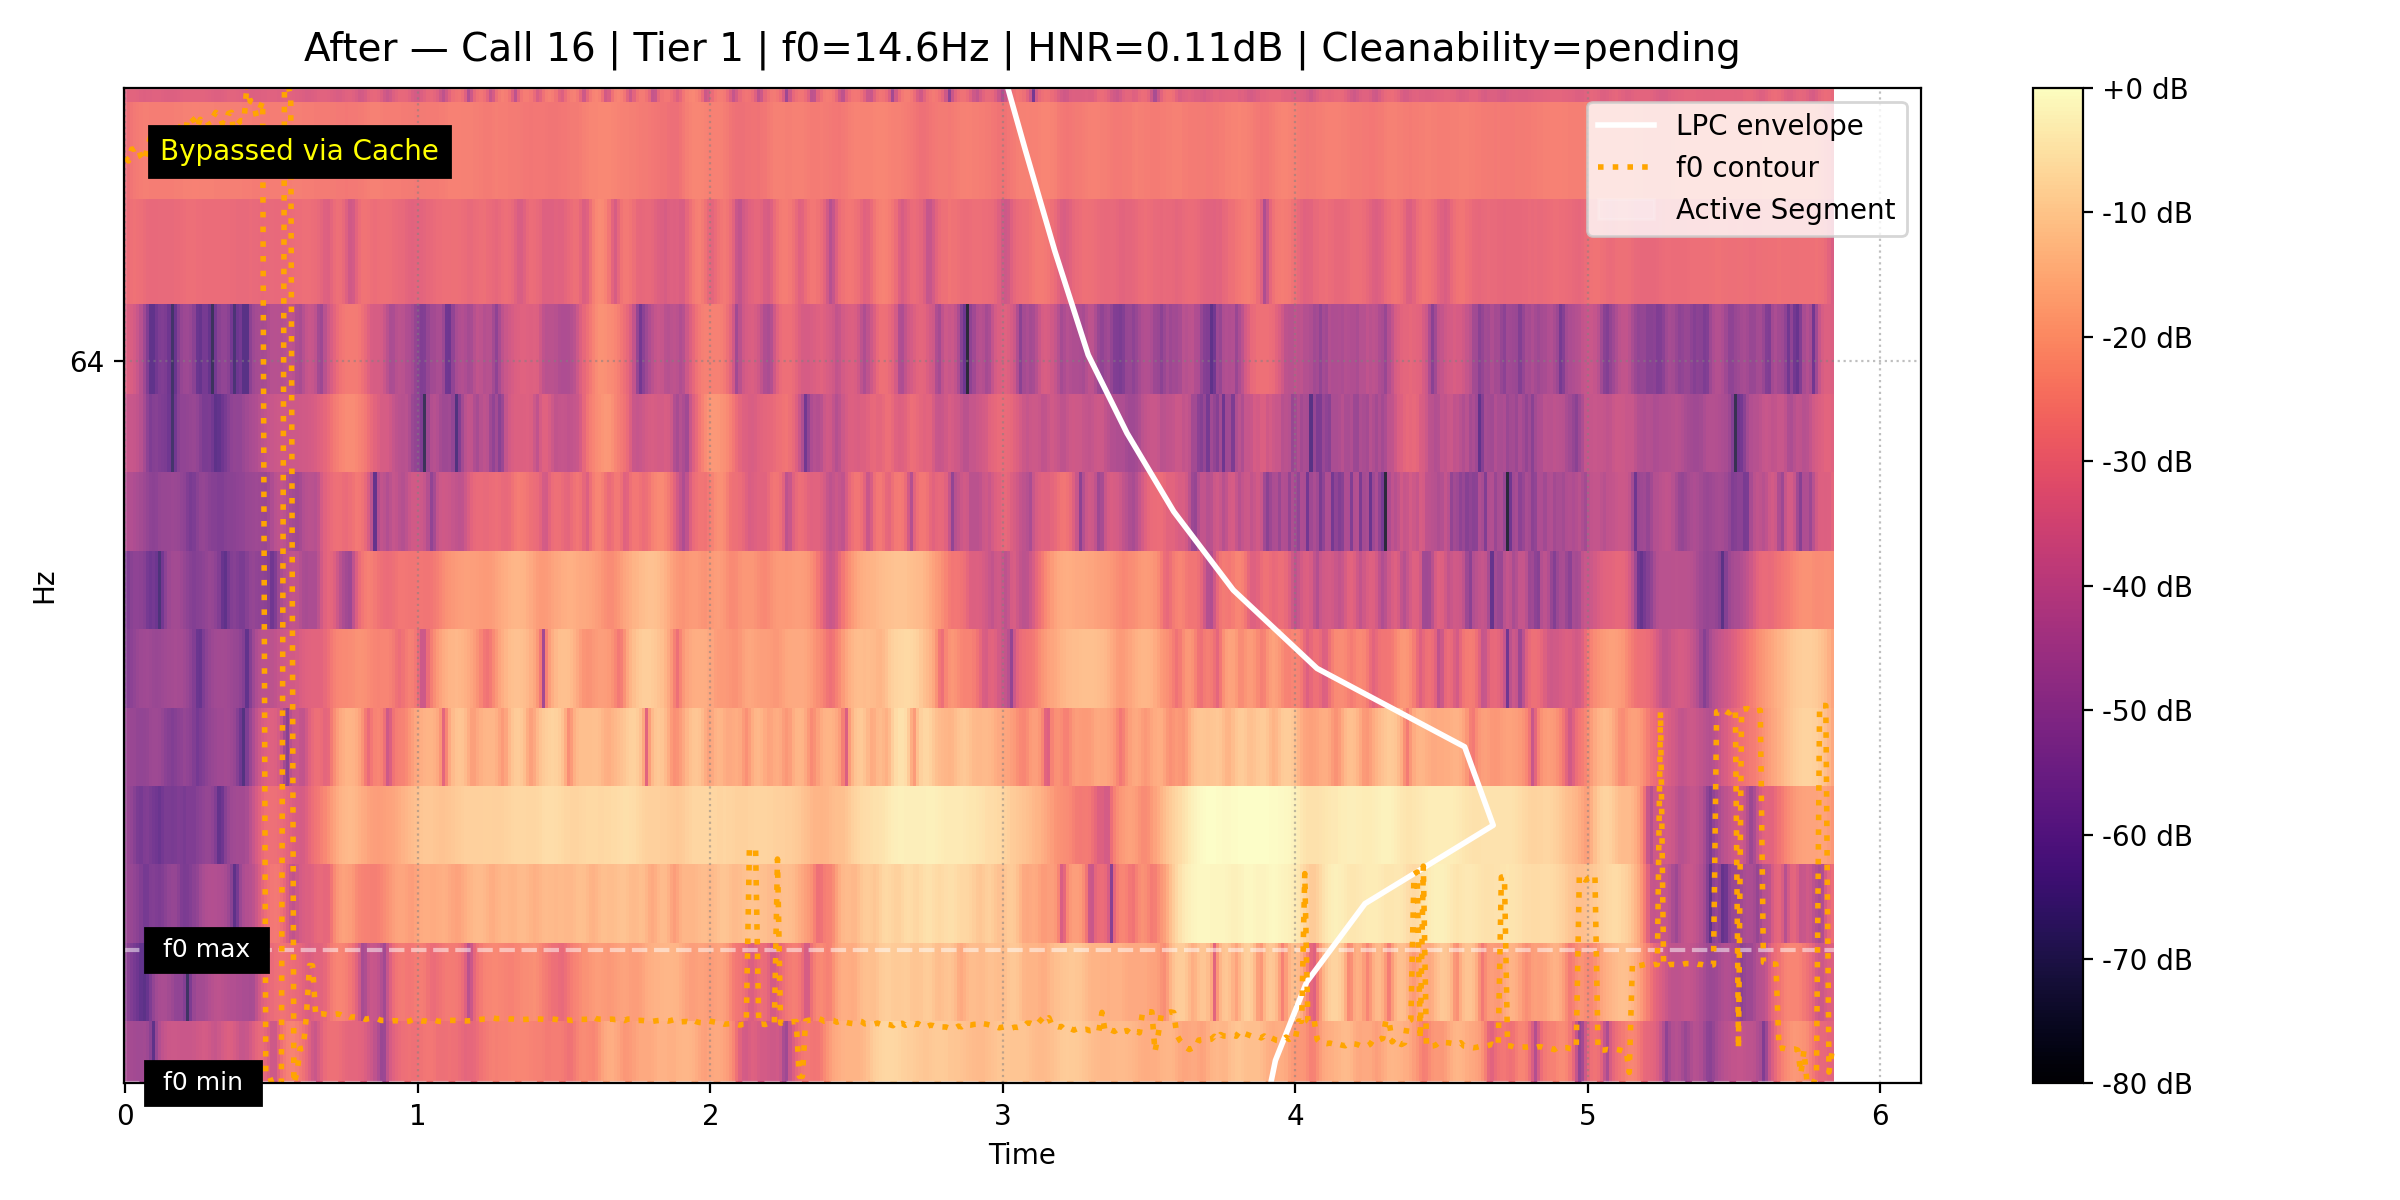 After — Call 16 | Tier 1 | f0=14.6Hz | HNR=0.11dB | Cleanability=pending
Bypassed via Cache
LPC envelope
f0 contour
Active Segment
64
Hz
f0 max
f0 min
0 1 2 3 4 5 6
Time
+0 dB
-10 dB
-20 dB
-30 dB
-40 dB
-50 dB
-60 dB
-70 dB
-80 dB